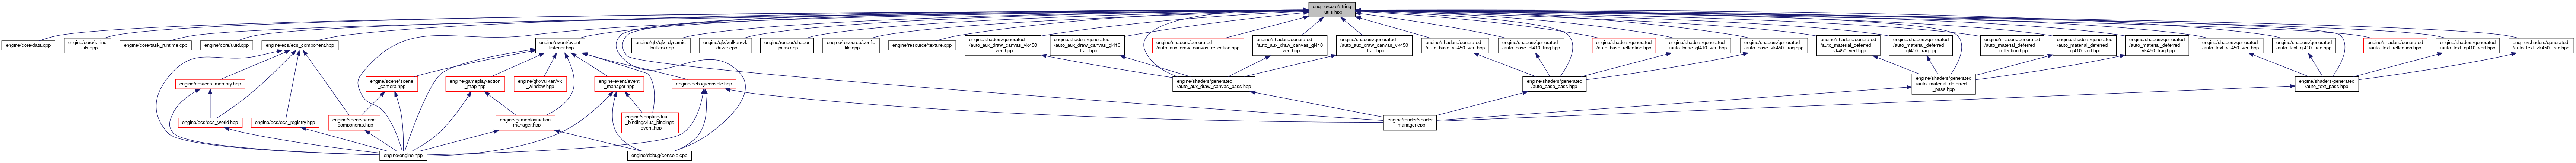 engine/core/string
_utils.hpp
engine/core/data.cpp
engine/core/string
_utils.cpp
engine/core/task_runtime.cpp
engine/core/uuid.cpp
engine/ecs/ecs_component.hpp
engine/event/event
_listener.hpp
engine/gfx/gfx_dynamic
_buffers.cpp
engine/gfx/vulkan/vk
_driver.cpp
engine/render/shader
_pass.cpp
engine/resource/config
_file.cpp
engine/resource/texture.cpp
engine/shaders/generated
/auto_aux_draw_canvas_vk450
_vert.hpp
engine/shaders/generated
/auto_aux_draw_canvas_gl410
_frag.hpp
engine/shaders/generated
/auto_aux_draw_canvas_reflection.hpp
engine/shaders/generated
/auto_aux_draw_canvas_gl410
_vert.hpp
engine/shaders/generated
/auto_aux_draw_canvas_vk450
_frag.hpp
engine/shaders/generated
/auto_base_vk450_vert.hpp
engine/shaders/generated
/auto_base_gl410_frag.hpp
engine/shaders/generated
/auto_base_reflection.hpp
engine/shaders/generated
/auto_base_gl410_vert.hpp
engine/shaders/generated
/auto_base_vk450_frag.hpp
engine/shaders/generated
/auto_material_deferred
_vk450_vert.hpp
engine/shaders/generated
/auto_material_deferred
_gl410_frag.hpp
engine/shaders/generated
/auto_material_deferred
_reflection.hpp
engine/shaders/generated
/auto_material_deferred
_gl410_vert.hpp
engine/shaders/generated
/auto_material_deferred
_vk450_frag.hpp
engine/shaders/generated
/auto_text_vk450_vert.hpp
engine/shaders/generated
/auto_text_gl410_frag.hpp
engine/shaders/generated
/auto_text_reflection.hpp
engine/shaders/generated
/auto_text_gl410_vert.hpp
engine/shaders/generated
/auto_text_vk450_frag.hpp
engine/ecs/ecs_memory.hpp
engine/scene/scene
_camera.hpp
engine/gameplay/action
_map.hpp
engine/gfx/vulkan/vk
_window.hpp
engine/event/event
_manager.hpp
engine/debug/console.hpp
engine/shaders/generated
/auto_aux_draw_canvas_pass.hpp
engine/shaders/generated
/auto_base_pass.hpp
engine/shaders/generated
/auto_material_deferred
_pass.hpp
engine/shaders/generated
/auto_text_pass.hpp
engine/ecs/ecs_world.hpp
engine/ecs/ecs_registry.hpp
engine/scene/scene
_components.hpp
engine/gameplay/action
_manager.hpp
engine/scripting/lua
_bindings/lua_bindings
_event.hpp
engine/render/shader
_manager.cpp
engine/engine.hpp
engine/debug/console.cpp